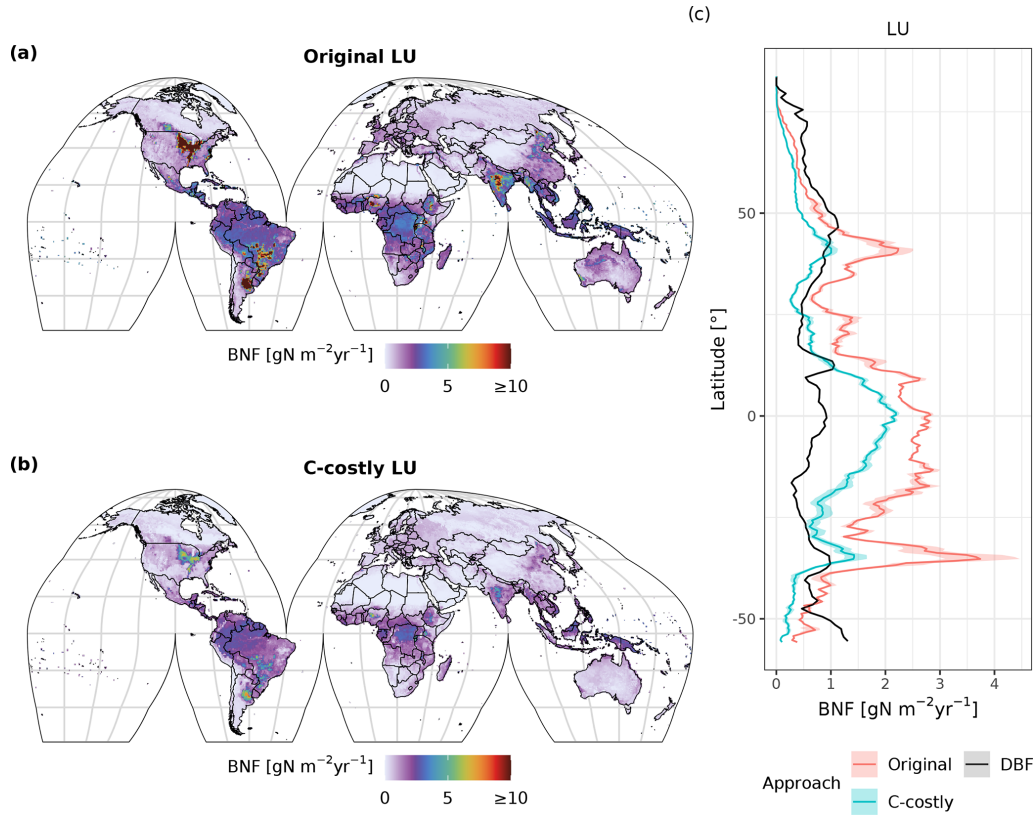 (a)
Original LU
BNF [gN m−2yr−1]
0 5 ≥10
(b)
C-costly LU
BNF [gN m−2yr−1]
0 5 ≥10
(c)
LU
Latitude [°]
50
0
-50
0 1 2 3 4
BNF [gN m−2yr−1]
Approach
Original
DBF
C-costly